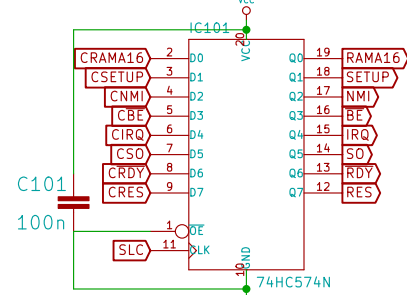 Vcc
IC101
20
VCC
CRAMA16 2 D0 Q0 19 RAMA16
CSETUP 3 D1 Q1 18 SETUP
CNMI 4 D2 Q2 17 NMI
CBE 5 D3 Q3 16 BE
CIRQ 6 D4 Q4 15 IRQ
CSO 7 D5 Q5 14 SO
CRDY 8 D6 Q6 13 RDY
CRES 9 D7 Q7 12 RES
C101
100n
1 OE
SLC 11 CLK
GND
10
74HC574N